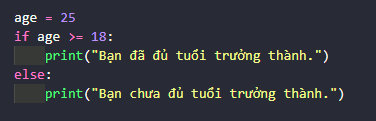 age = 25
if age >= 18:
    print("Bạn đã đủ tuổi trưởng thành.")
else:
    print("Bạn chưa đủ tuổi trưởng thành.")